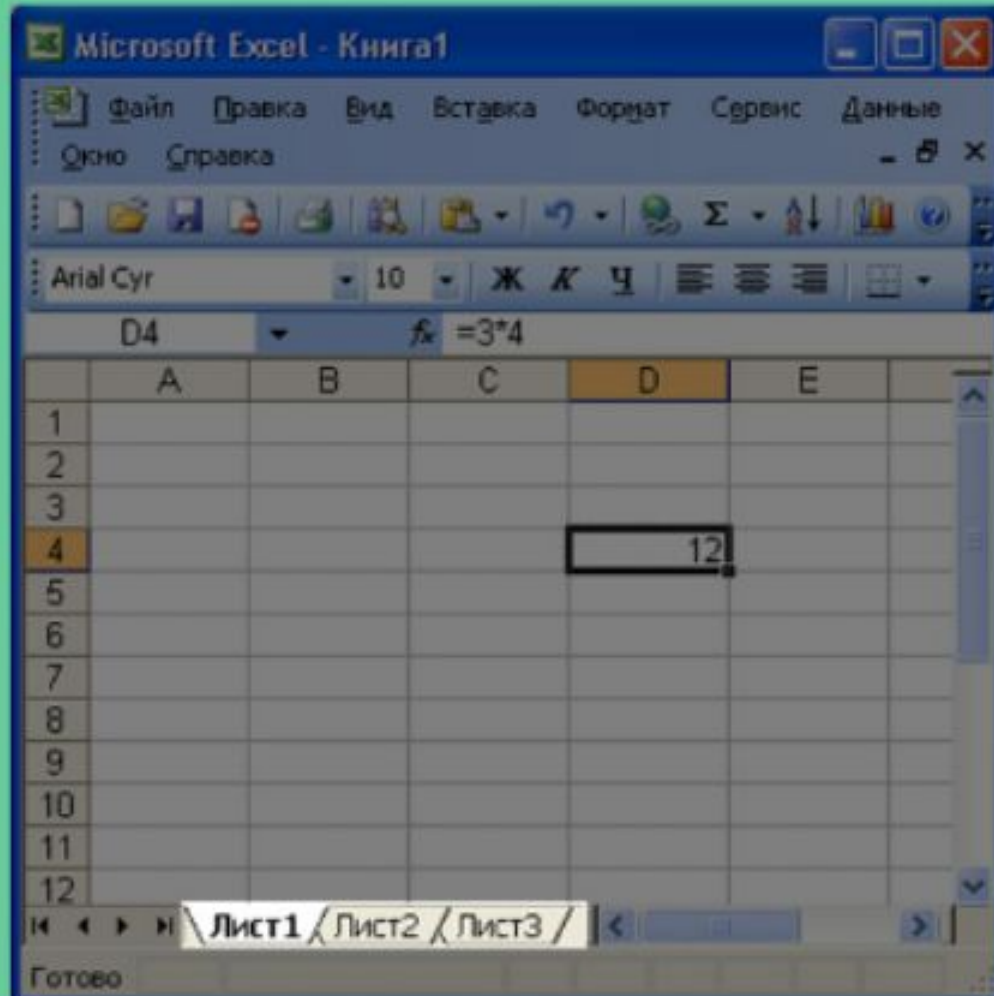 Microsoft Excel - Книга1
Файл Правка Вид Вставка Формат Сервис Данные
Окно Справка
Arial Cyr 10 Ж К Ч
D4 fx =3*4
A B C D E
1
2
3
4 12
5
6
7
8
9
10
11
12
Лист1 Лист2 Лист3
Готово